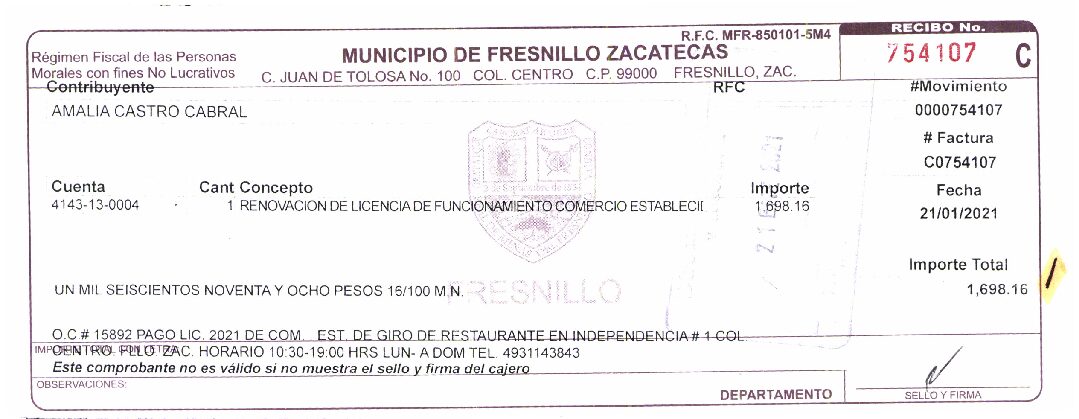 RECIBO No.
R.F.C. MFR-850101-5M4
Régimen Fiscal de las Personas
MUNICIPIO DE FRESNILLO ZACATECAS
754107 C
Morales con fines No Lucrativos
C. JUAN DE TOLOSA No. 100 COL. CENTRO C.P. 99000 FRESNILLO, ZAC.
Contribuyente RFC #Movimiento
AMALIA CASTRO CABRAL 0000754107
# Factura
C0754107
Cuenta Cant Concepto Importe Fecha
4143-13-0004 1 RENOVACION DE LICENCIA DE FUNCIONAMIENTO COMERCIO ESTABLECI 1,698.16
21/01/2021
Importe Total
UN MIL SEISCIENTOS NOVENTA Y OCHO PESOS 16/100 M.N. 1,698.16
FRESNILLO
O.C.# 15892 PAGO LIC. 2021 DE COM. EST. DE GIRO DE RESTAURANTE EN INDEPENDENCIA # 1 COL.
CENTRO, FLLO ZAC. HORARIO 10:30-19:00 HRS LUN- A DOM TEL. 4931143843
Este comprobante no es válido si no muestra el sello y firma del cajero
OBSERVACIONES:
DEPARTAMENTO
SELLO Y FIRMA